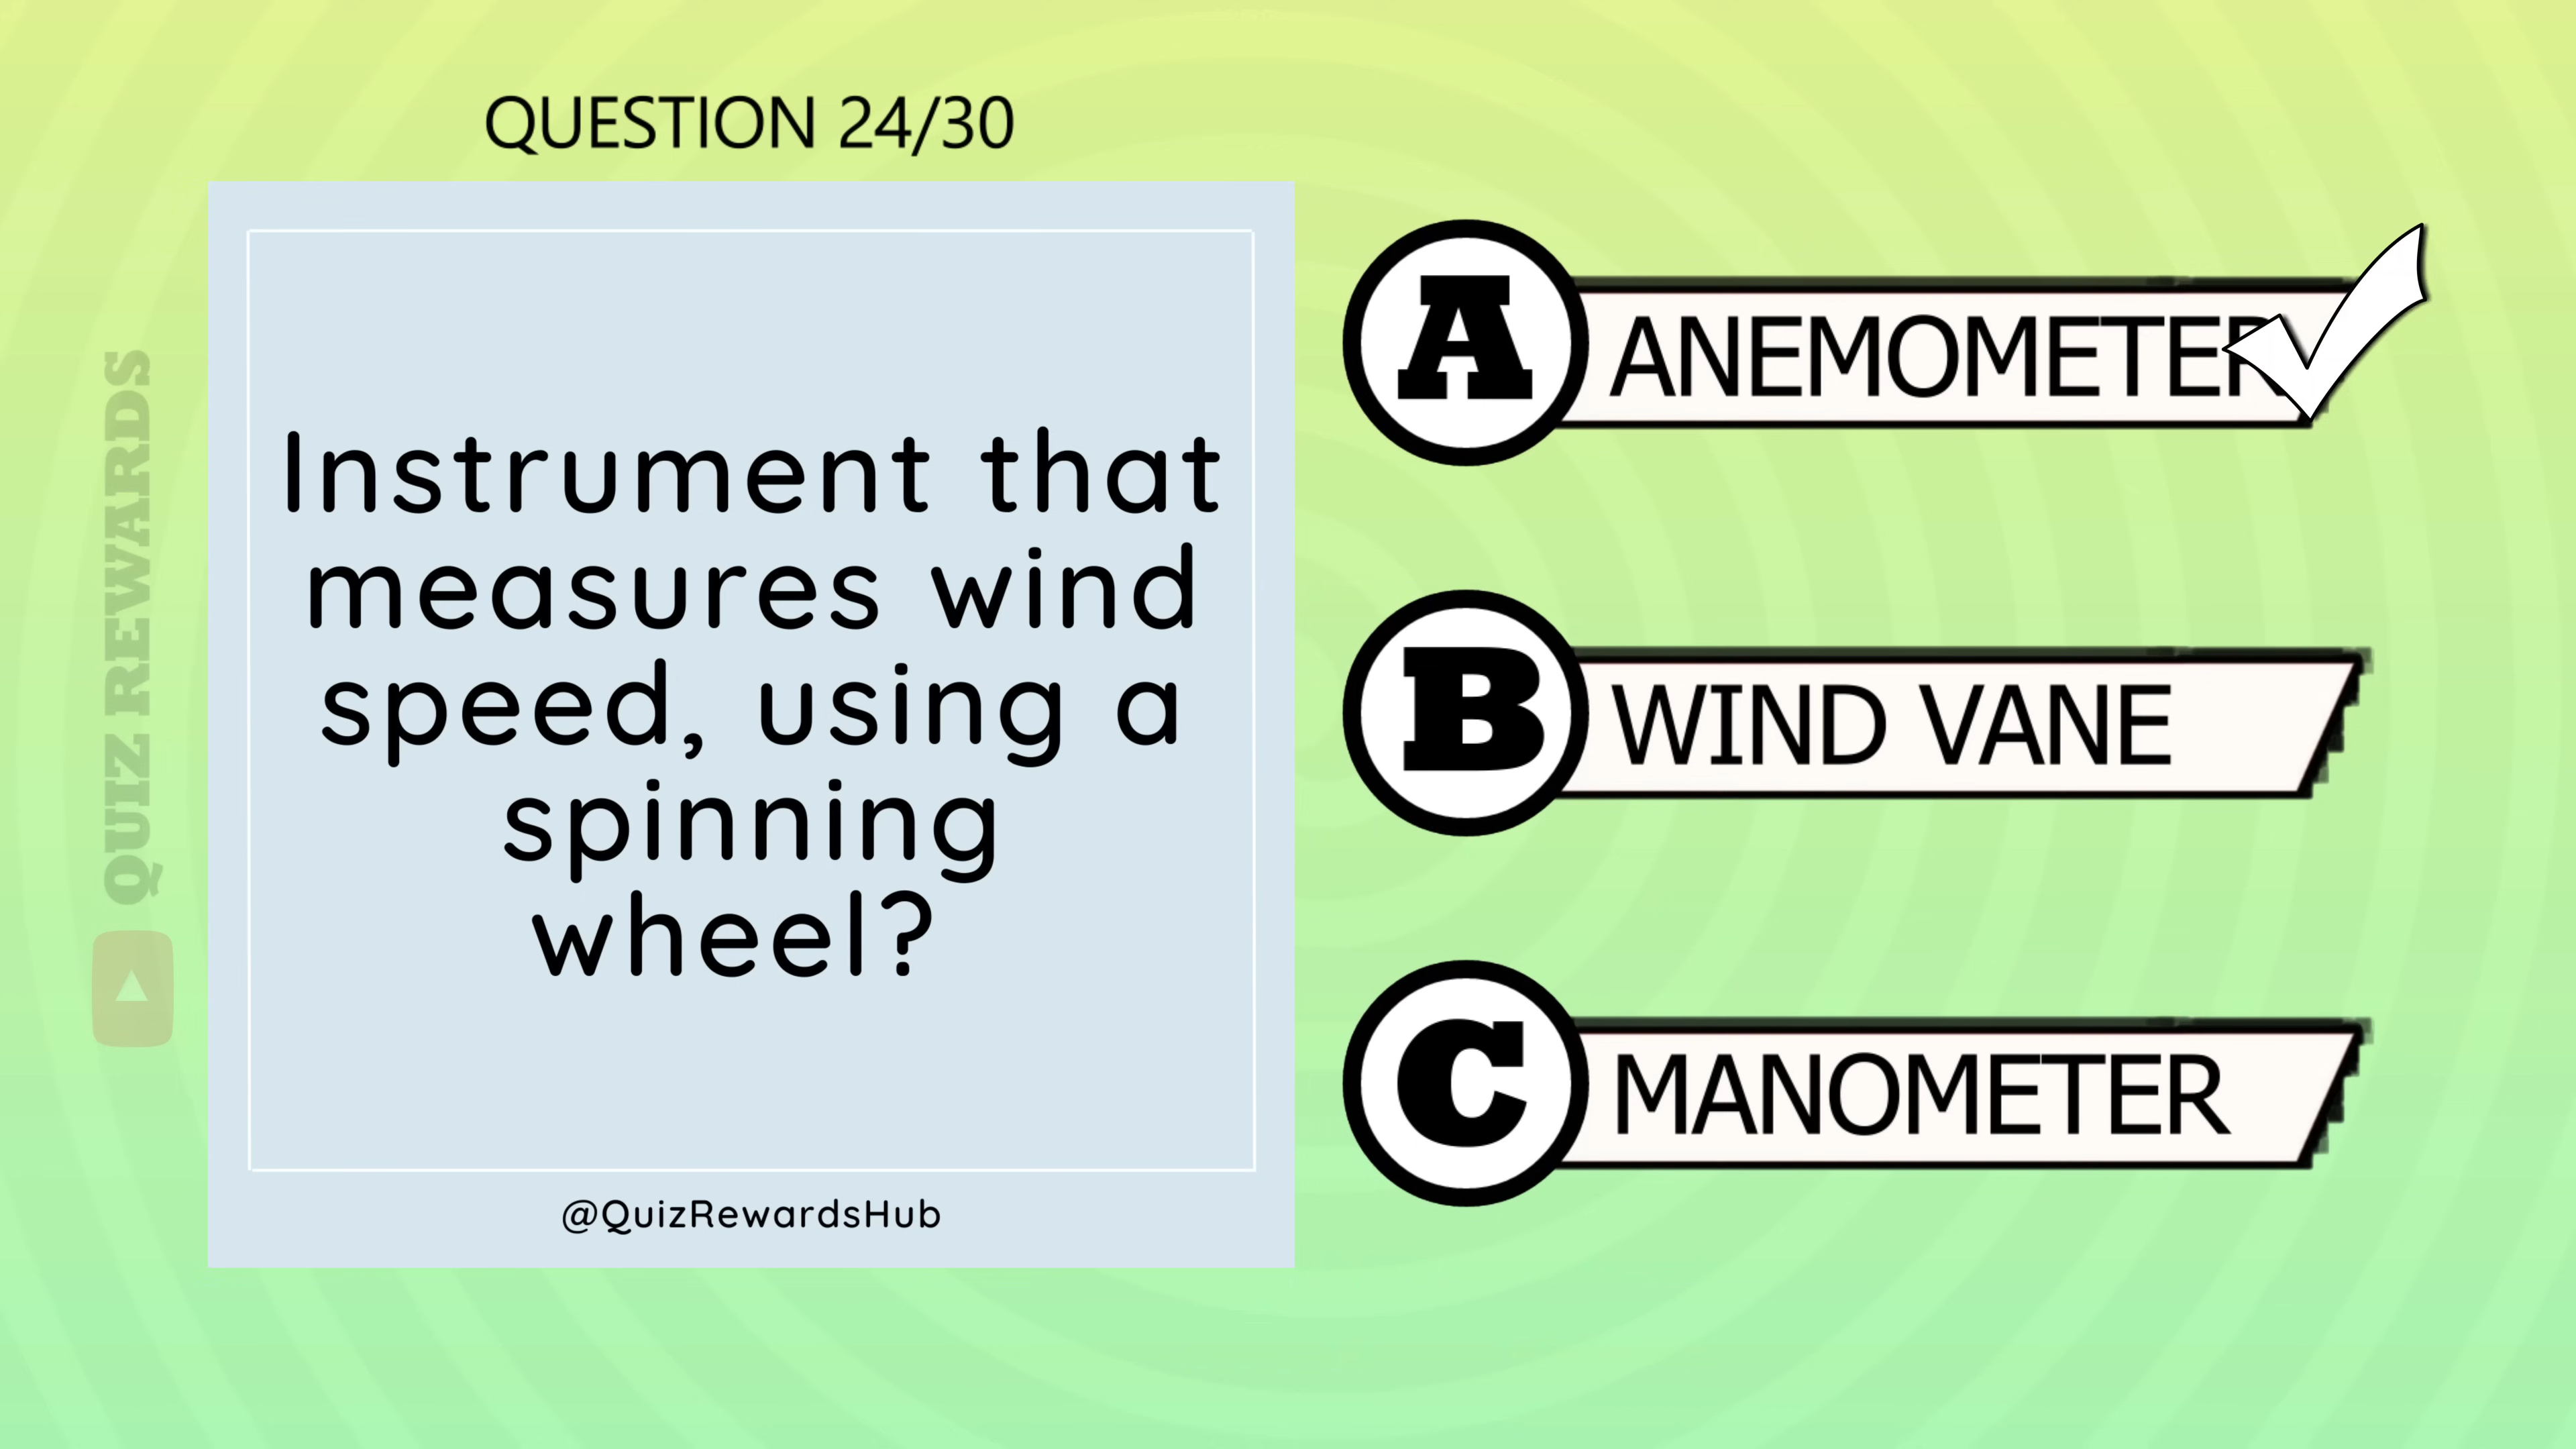 QUESTION 24/30
Instrument that
measures wind
speed, using a
spinning
wheel?
@QuizRewardsHub
A ANEMOMETER
B WIND VANE
C MANOMETER
QUIZ REWARDS